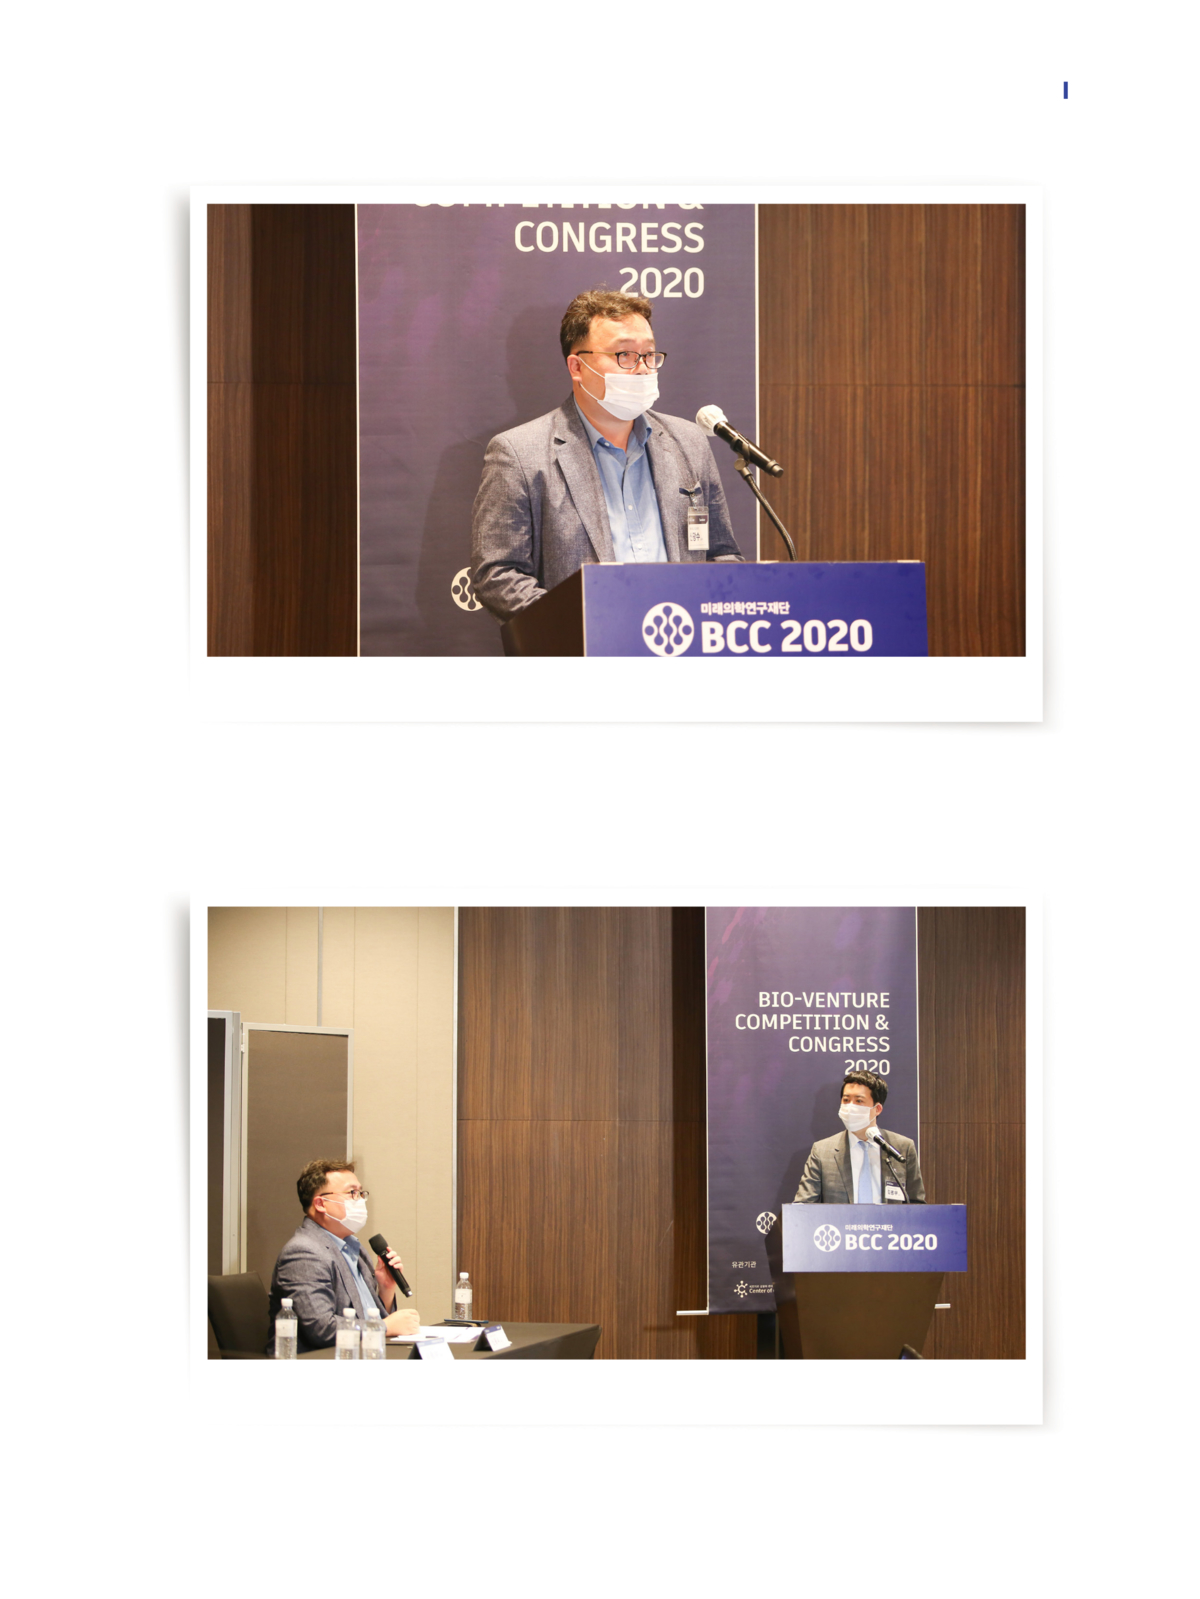 COMPETITION &
CONGRESS
2020
미래의학연구재단
BCC 2020
BIO-VENTURE
COMPETITION &
CONGRESS
2020
미래의학연구재단
BCC 2020
유관기관
Center of